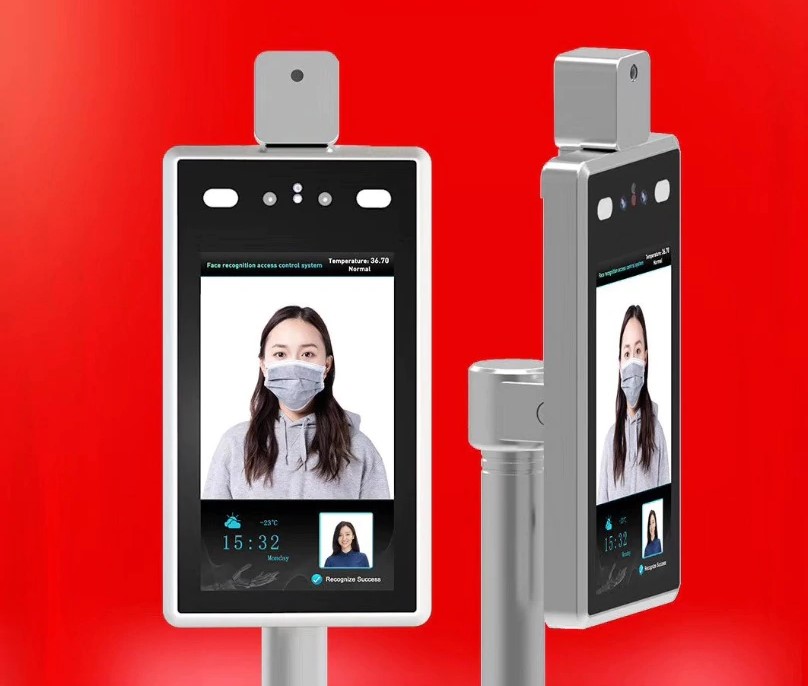 Face recognition access control system
Temperature: 36.70
Normal
-23°C
15:32
Monday
Recognize Success
Face recognition access control system
Temperature: 36.70
Normal
-23°C
15:32
Monday
Recognize Success